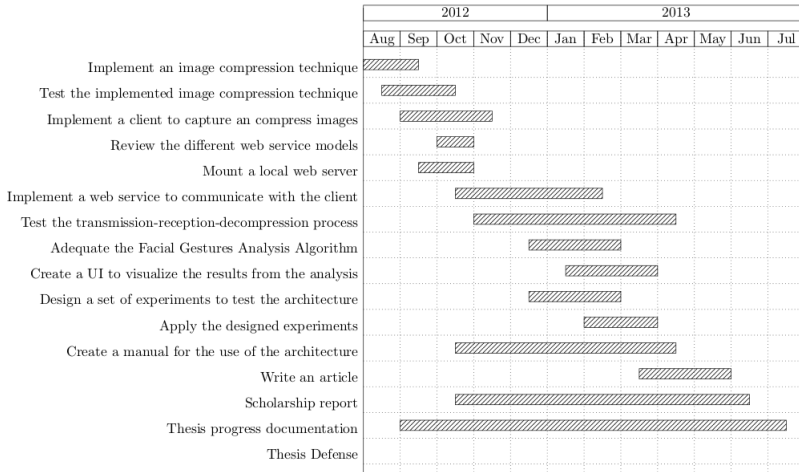 2012 2013
Aug Sep Oct Nov Dec Jan Feb Mar Apr May Jun Jul
Implement an image compression technique
Test the implemented image compression technique
Implement a client to capture an compress images
Review the different web service models
Mount a local web server
Implement a web service to communicate with the client
Test the transmission-reception-decompression process
Adequate the Facial Gestures Analysis Algorithm
Create a UI to visualize the results from the analysis
Design a set of experiments to test the architecture
Apply the designed experiments
Create a manual for the use of the architecture
Write an article
Scholarship report
Thesis progress documentation
Thesis Defense